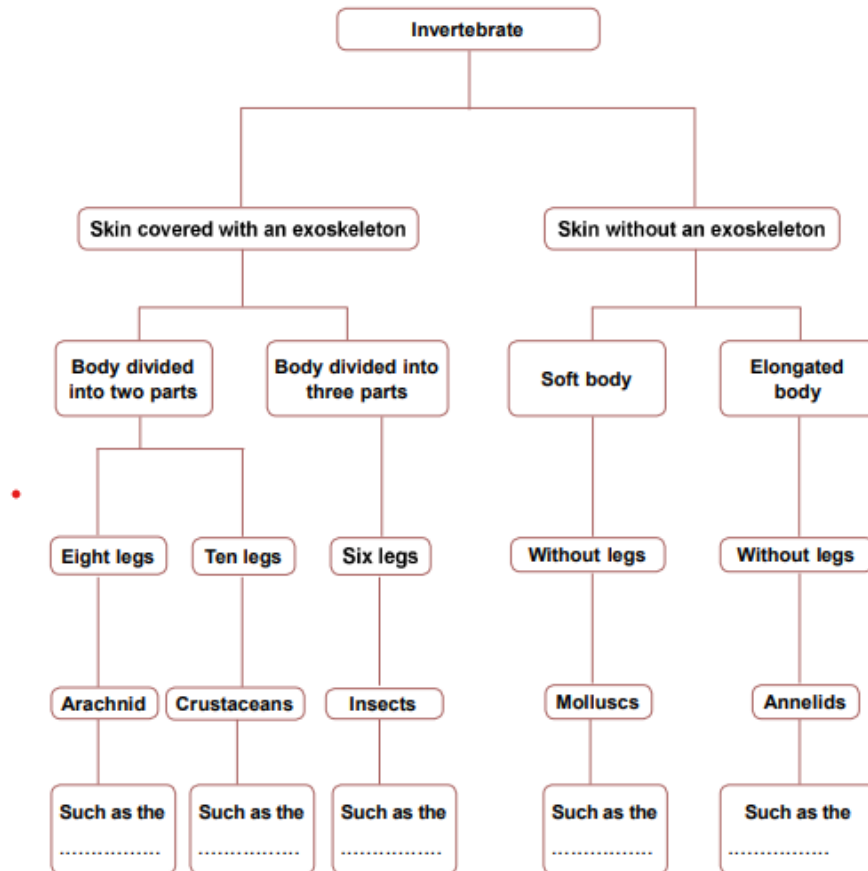 Invertebrate
Skin covered with an exoskeleton
Skin without an exoskeleton
Body divided
into two parts
Body divided into
three parts
Soft body
Elongated
body
Eight legs
Ten legs
Six legs
Without legs
Without legs
Arachnid
Crustaceans
Insects
Molluscs
Annelids
Such as the
................
Such as the
................
Such as the
................
Such as the
................
Such as the
................